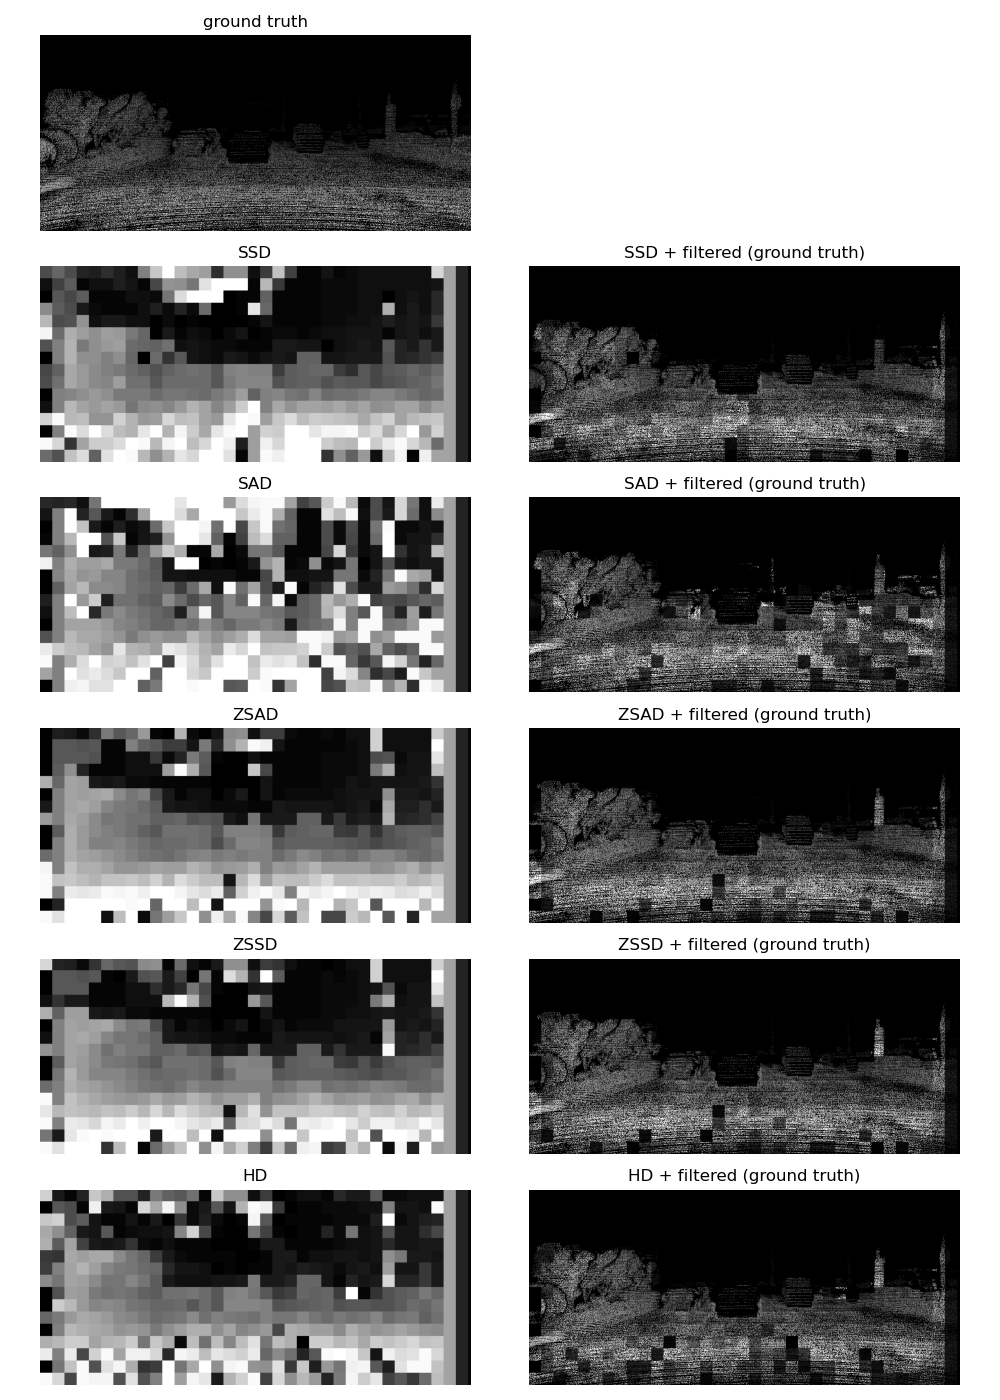 ground truth
SSD
SSD + filtered (ground truth)
SAD
SAD + filtered (ground truth)
ZSAD
ZSAD + filtered (ground truth)
ZSSD
ZSSD + filtered (ground truth)
HD
HD + filtered (ground truth)